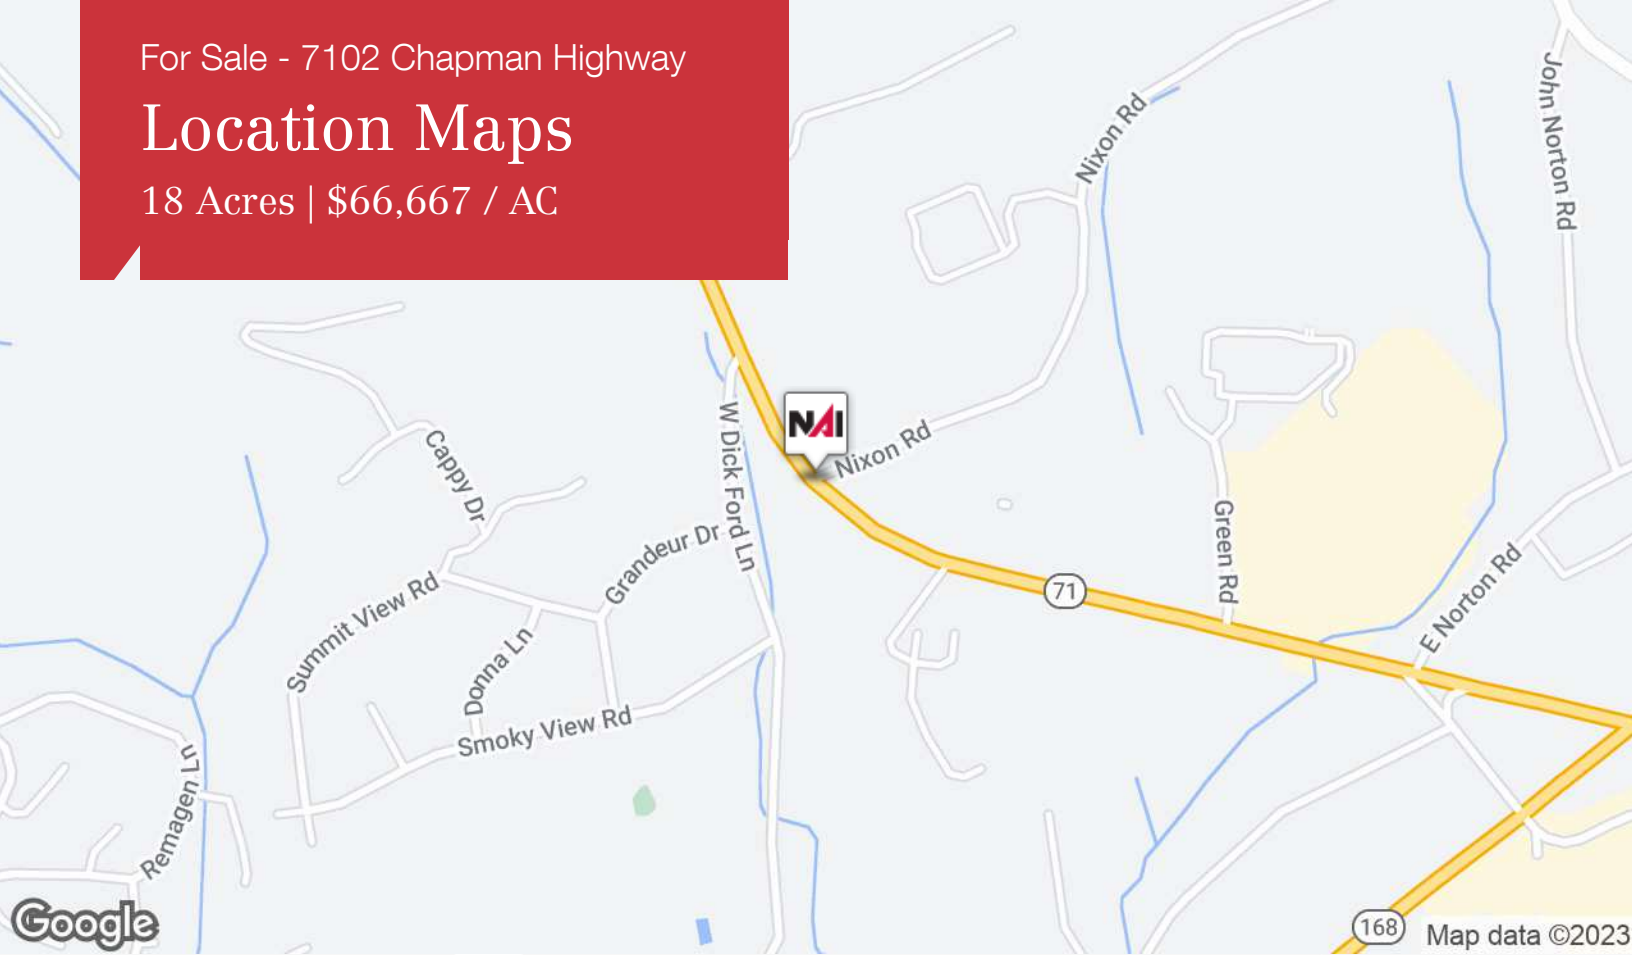 For Sale - 7102 Chapman Highway
Location Maps
18 Acres | $66,667 / AC
John Norton Rd
Nixon Rd
W Dick Ford Ln
NAI
Nixon Rd
Cappy Dr
Grandeur Dr
Green Rd
71
Summit View Rd
Donna Ln
E Norton Rd
Smoky View Rd
Remagen Ln
Google
168
Map data ©2023